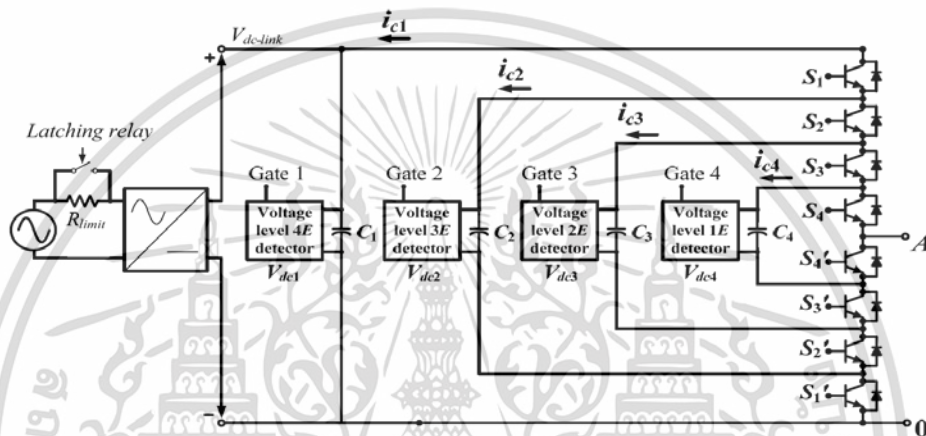 V_dc-link
i_c1
i_c2
i_c3
i_c4
+
Latching relay
R_limit
Gate 1
Gate 2
Gate 3
Gate 4
Voltage
level 4E
detector
V_dc1
C_1
Voltage
level 3E
detector
V_dc2
C_2
Voltage
level 2E
detector
V_dc3
C_3
Voltage
level 1E
detector
V_dc4
C_4
S_1
S_2
S_3
S_4
A
S_4'
S_3'
S_2'
S_1'
−
0